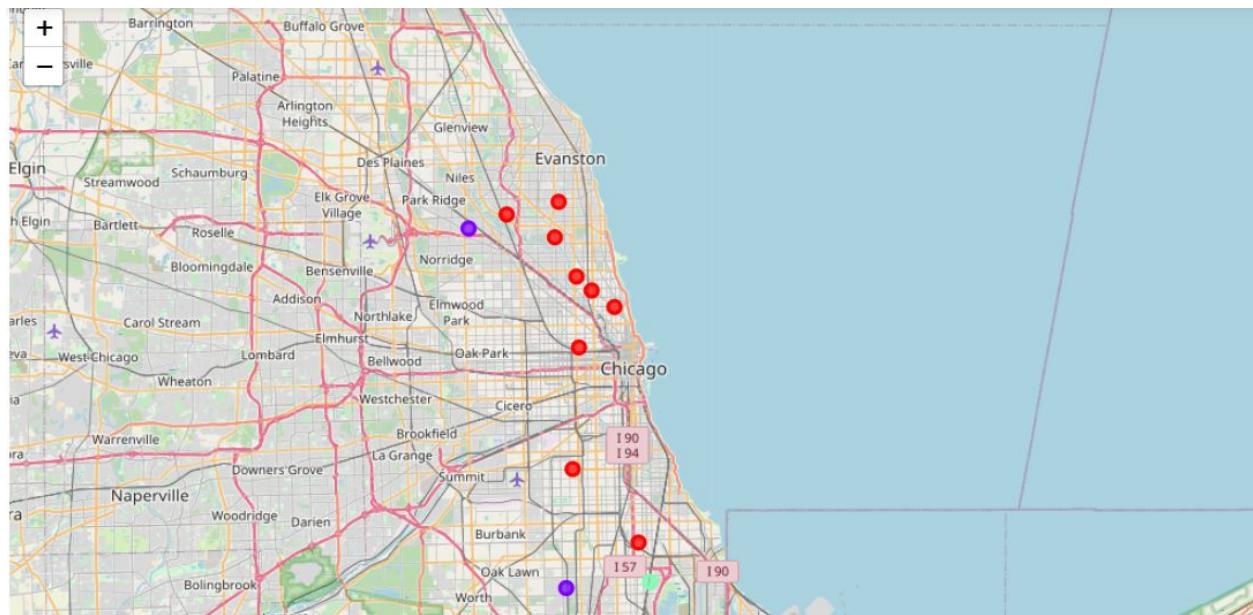 +
−
Barrington
Buffalo Grove
Palatine
Arlington
Heights
Glenview
Des Plaines
Evanston
Elgin
Streamwood
Schaumburg
Niles
Elk Grove
Village
Park Ridge
h Elgin
Bartlett
Roselle
Norridge
Bloomingdale
Bensenville
Addison
Elmwood
Park
Northlake
arles
Carol Stream
Elmhurst
eva
West Chicago
Lombard
Bellwood
Oak Park
Chicago
Wheaton
Westchester
Cicero
Brookfield
Warrenville
La Grange
I 90
I 94
Downers Grove
Summit
Naperville
Woodridge
Darien
Burbank
Oak Lawn
I 57
I 90
Bolingbrook
Worth